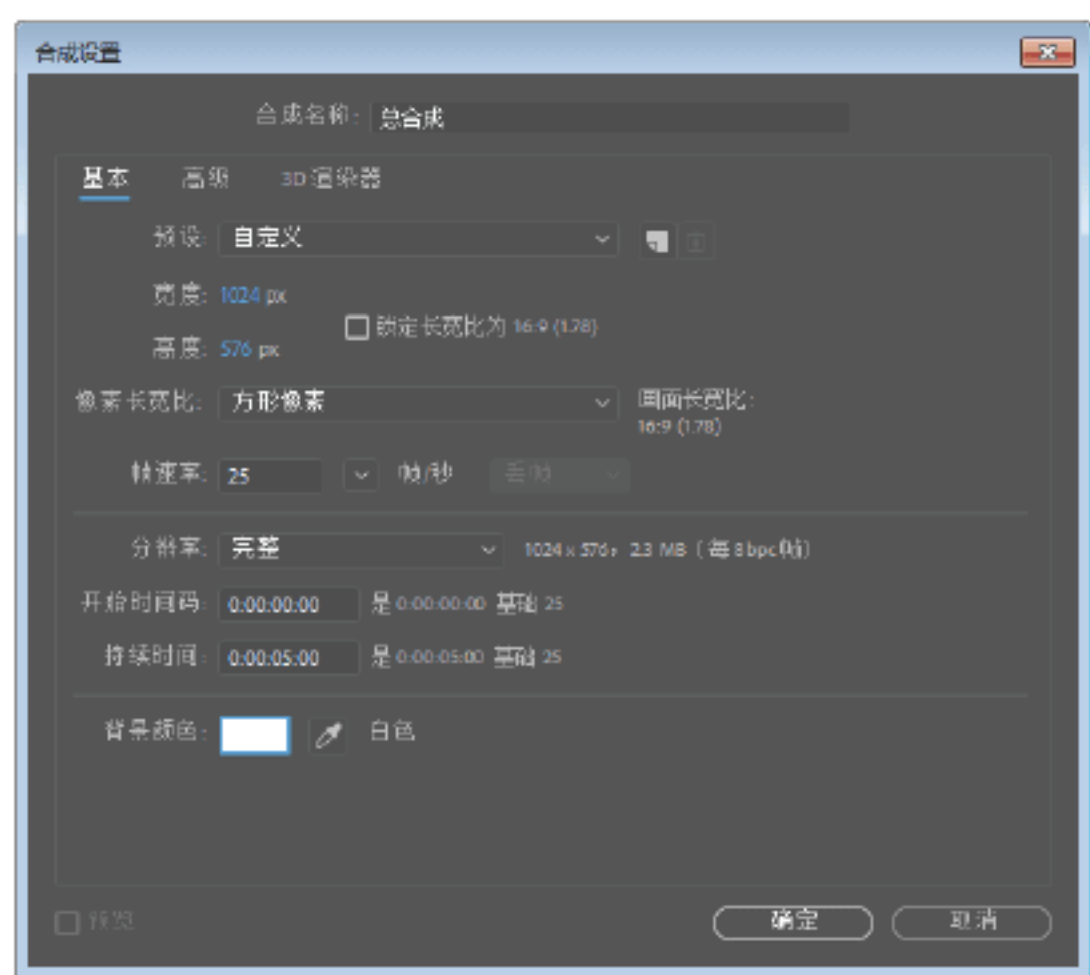 合成设置
合成名称: 总合成
基本 高级 3D 渲染器
预设: 自定义
宽度: 1024 px
锁定长宽比为 16:9 (1.78)
高度: 576 px
像素长宽比: 方形像素 画面长宽比:
16:9 (1.78)
帧速率: 25 帧/秒 丢帧
分辨率: 完整 1024 x 576, 2.3 MB (每 8 bpc 帧)
开始时间码: 0:00:00:00 是 0:00:00:00 基础 25
持续时间: 0:00:05:00 是 0:00:05:00 基础 25
背景颜色: 白色
预览 确定 取消